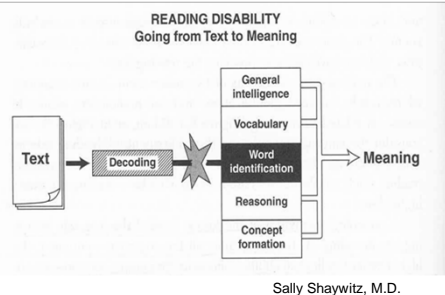 READING DISABILITY
Going from Text to Meaning
Text
Decoding
General
intelligence
Vocabulary
Word
identification
Reasoning
Concept
formation
Meaning
Sally Shaywitz, M.D.